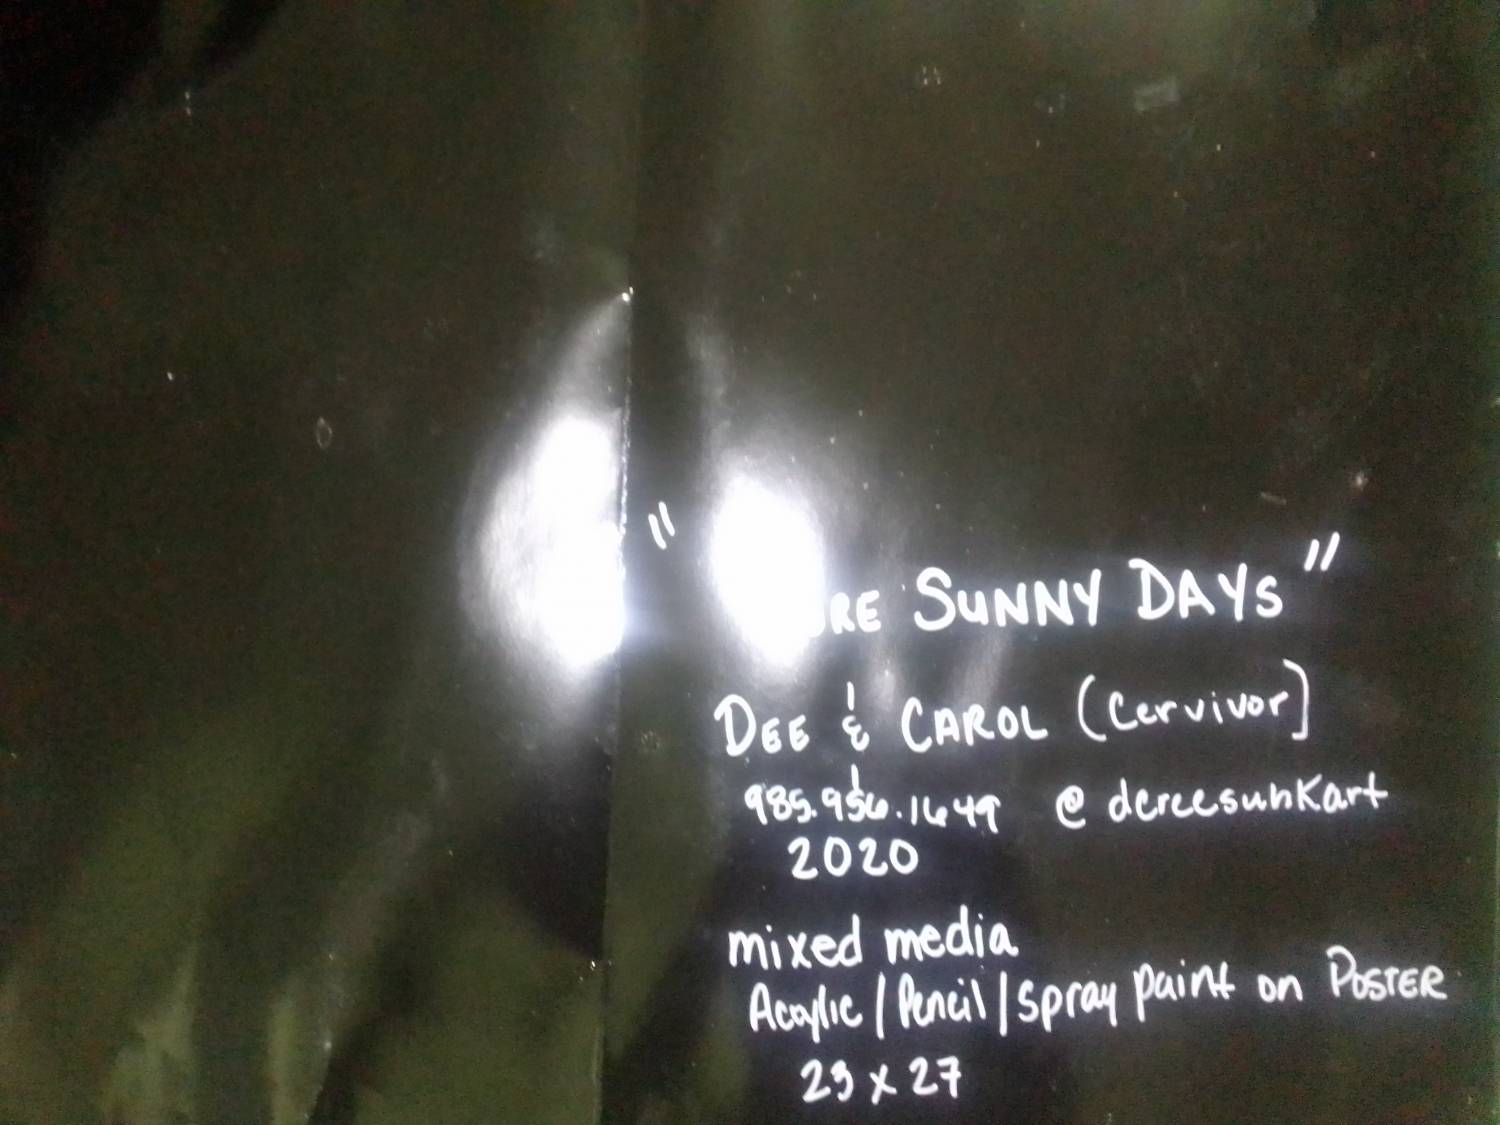 "RE SUNNY DAYS"
DEE & CAROL (Cervivor)
985.956.1649 @dereesunkart
2020
mixed media
Acrylic/Pencil/Spray paint on POSTER
23 x 27